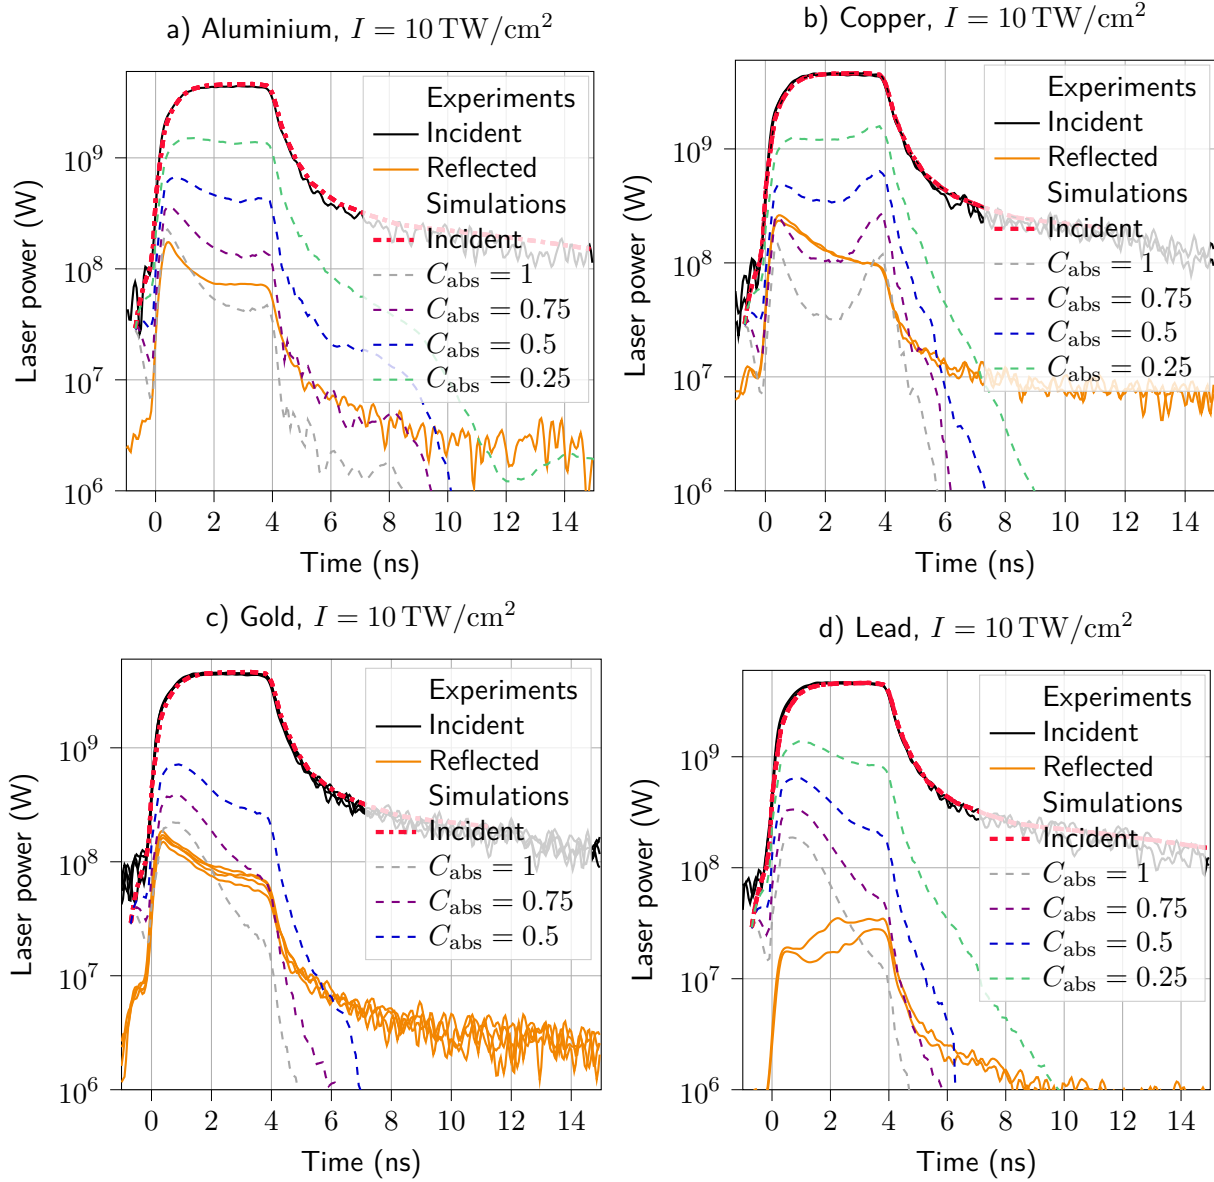 a) Aluminium, I = 10 TW/cm²
Laser power (W)
10⁹
10⁸
10⁷
10⁶
Experiments
Incident
Reflected
Simulations
Incident
C_abs = 1
C_abs = 0.75
C_abs = 0.5
C_abs = 0.25
0 2 4 6 8 10 12 14
Time (ns)
b) Copper, I = 10 TW/cm²
Laser power (W)
10⁹
10⁸
10⁷
10⁶
Experiments
Incident
Reflected
Simulations
Incident
C_abs = 1
C_abs = 0.75
C_abs = 0.5
C_abs = 0.25
0 2 4 6 8 10 12 14
Time (ns)
c) Gold, I = 10 TW/cm²
Laser power (W)
10⁹
10⁸
10⁷
10⁶
Experiments
Incident
Reflected
Simulations
Incident
C_abs = 1
C_abs = 0.75
C_abs = 0.5
0 2 4 6 8 10 12 14
Time (ns)
d) Lead, I = 10 TW/cm²
Laser power (W)
10⁹
10⁸
10⁷
10⁶
Experiments
Incident
Reflected
Simulations
Incident
C_abs = 1
C_abs = 0.75
C_abs = 0.5
C_abs = 0.25
0 2 4 6 8 10 12 14
Time (ns)